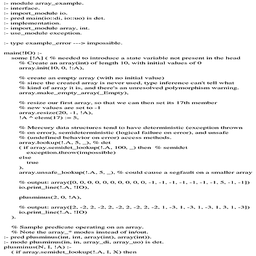 :- module array_example.
:- interface.
:- import_module io.
:- pred main(io::di, io::uo) is det.
:- implementation.
:- import_module array, int.
:- use_module exception.
:- type example_error ---> impossible.
main(!IO) :-
some [!A] ( % needed to introduce a state variable not present in the head
% Create an array(int) of length 10, with initial values of 0
array.init(10, 0, !:A),
% create an empty array (with no initial value)
% since the created array is never used, type inference can't tell what
% kind of array it is, and there's an unresolved polymorphism warning.
array.make_empty_array(_Empty),
% resize our first array, so that we can then set its 17th member
% new values are set to -1
array.resize(20, -1, !A),
!A ^ elem(17) := 5,
% Mercury data structures tend to have deterministic (exception thrown
% on error), semideterministic (logical failure on error), and unsafe
% (undefined behavior on error) access methods.
array.lookup(!.A, 5, _), % det
( if array.semidet_lookup(!.A, 100, _) then % semidet
exception.throw(impossible)
else
true
),
array.unsafe_lookup(!.A, 5, _), % could cause a segfault on a smaller array
% output: array([0, 0, 0, 0, 0, 0, 0, 0, 0, 0, -1, -1, -1, -1, -1, -1, -1, 5, -1, -1])
io.print_line(!.A, !IO),
plusminus(2, 0, !A),
% output: array([2, -2, 2, -2, 2, -2, 2, -2, 2, -2, 1, -3, 1, -3, 1, -3, 1, 3, 1, -3])
io.print_line(!.A, !IO)
).
% Sample predicate operating on an array.
% Note the array_* modes instead of in/out.
:- pred plusminus(int, int, array(int), array(int)).
:- mode plusminus(in, in, array_di, array_uo) is det.
plusminus(N, I, !A) :-
( if array.semidet_lookup(!.A, I, X) then